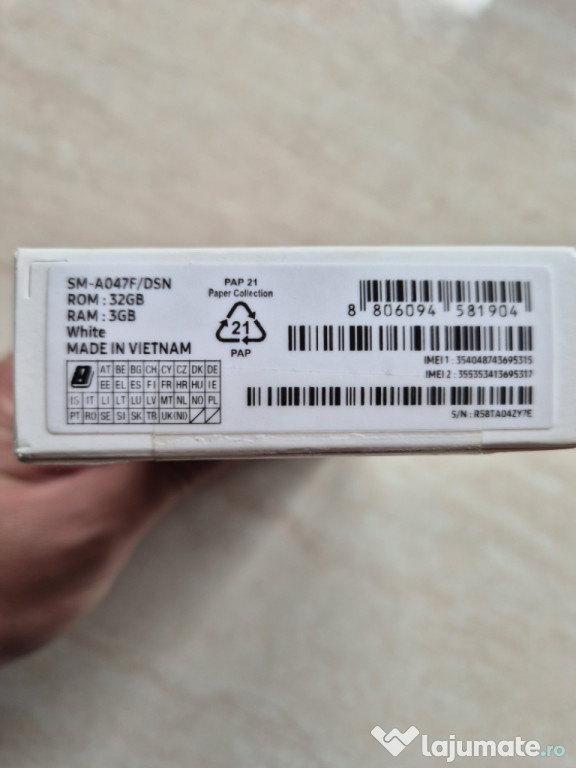 SM-A047F/DSN
ROM : 32GB
RAM : 3GB
White
MADE IN VIETNAM
AT BE BG CH CY CZ DK DE
EE EL ES FI FR HR HU IE
IS IT LI LT LU LV MT NL NO PL
PT RO SE SI SK TR UK(NI)
PAP 21
Paper Collection
21
PAP
8 806094 581904
IMEI 1 : 354048743695315
IMEI 2 : 355353413695317
S/N : R58TA04ZY7E
lajumate.ro